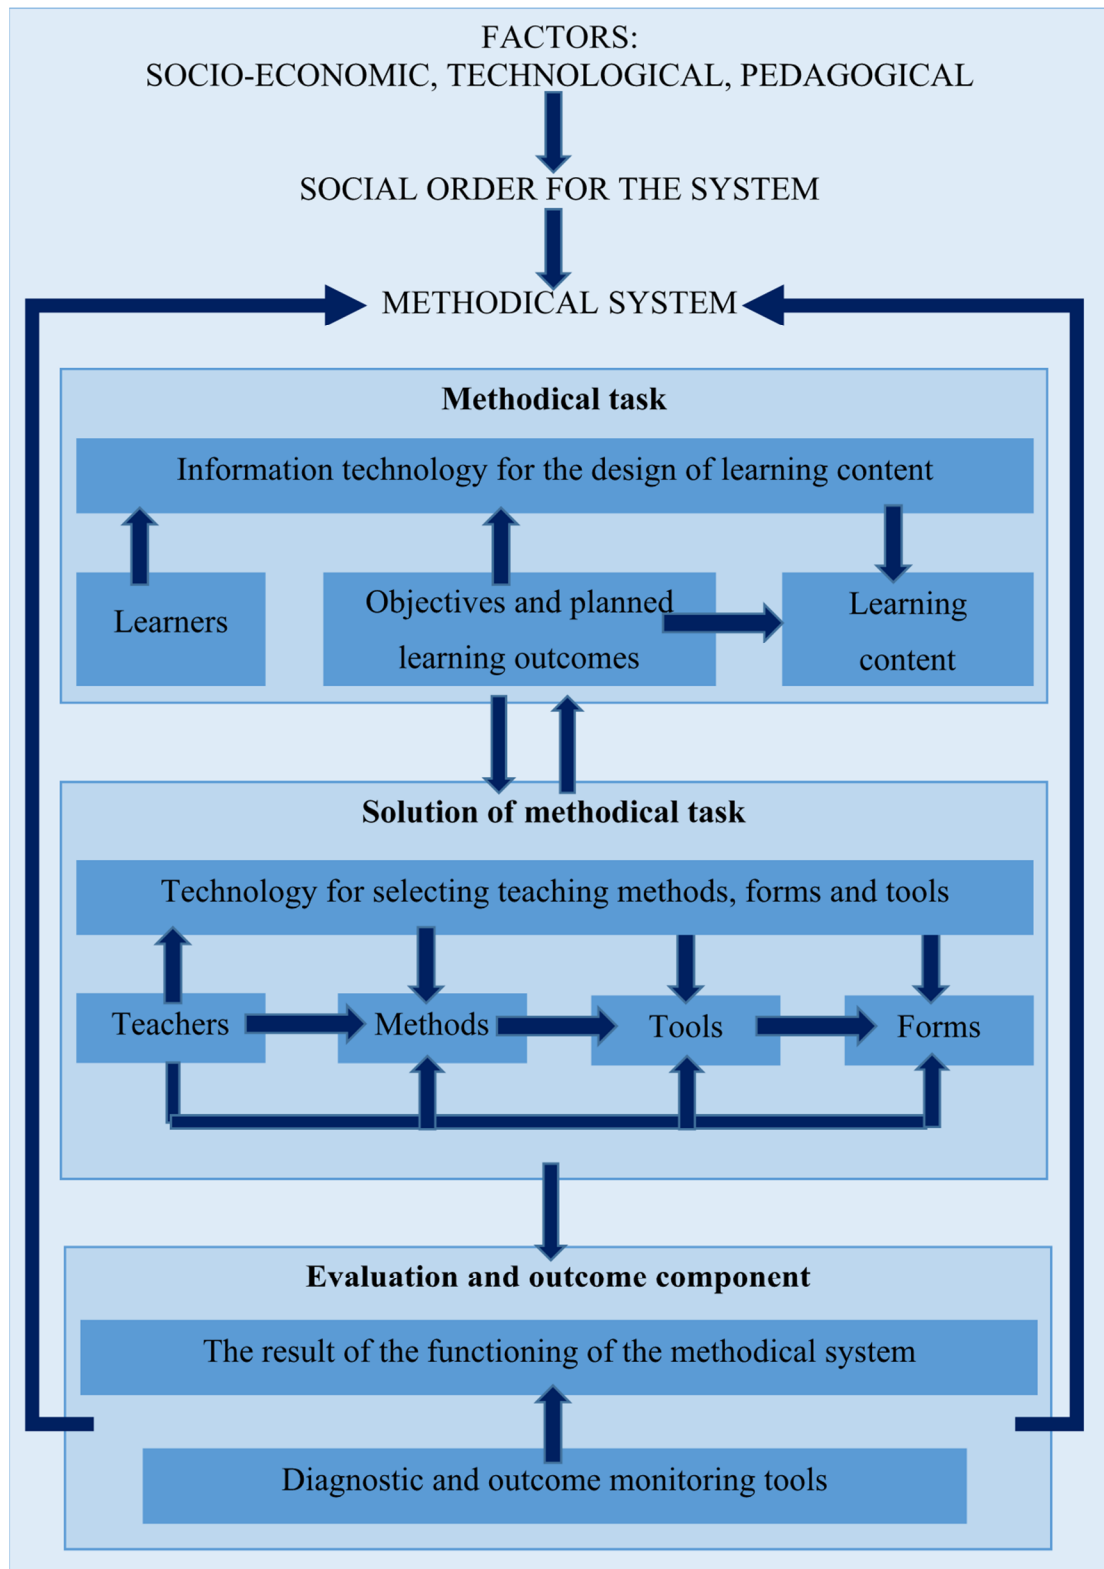 FACTORS:
SOCIO-ECONOMIC, TECHNOLOGICAL, PEDAGOGICAL
SOCIAL ORDER FOR THE SYSTEM
METHODICAL SYSTEM
Methodical task
Information technology for the design of learning content
Learners
Objectives and planned
learning outcomes
Learning
content
Solution of methodical task
Technology for selecting teaching methods, forms and tools
Teachers
Methods
Tools
Forms
Evaluation and outcome component
The result of the functioning of the methodical system
Diagnostic and outcome monitoring tools